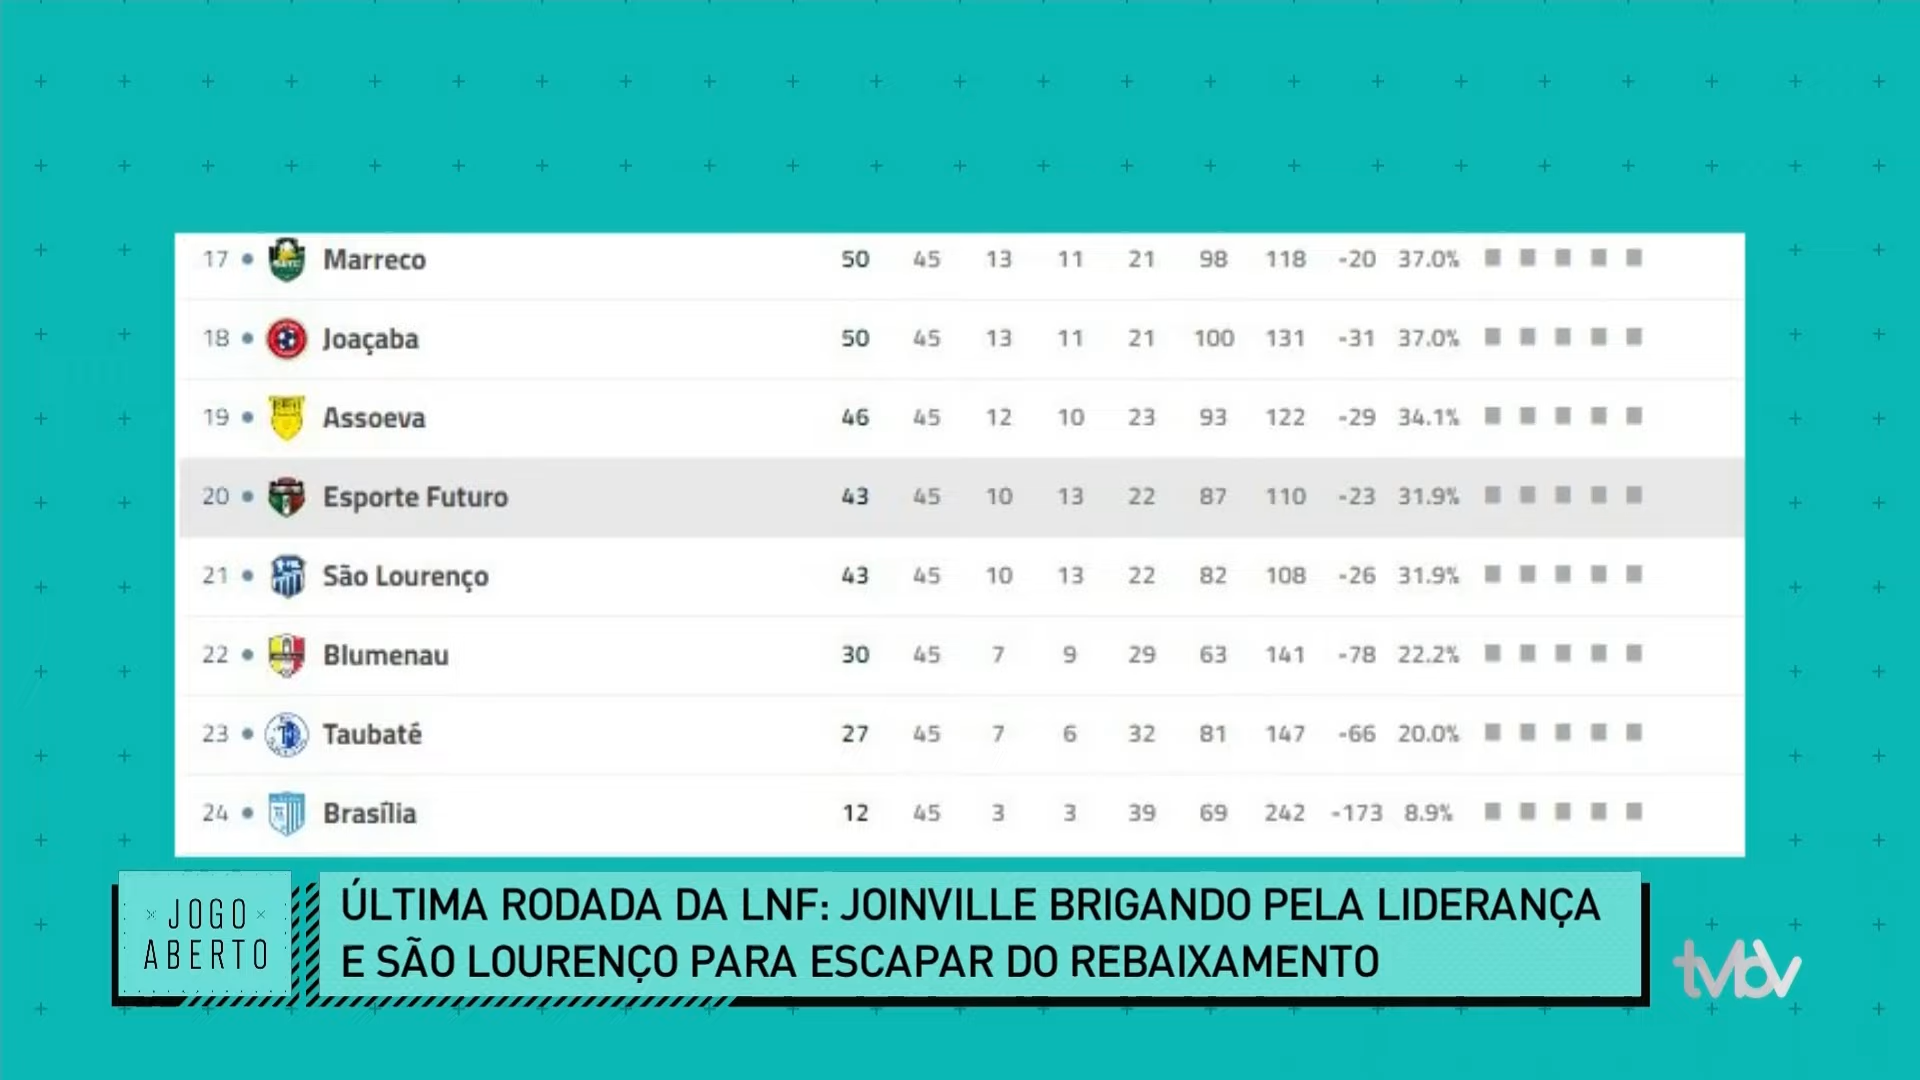 17 Marreco 50 45 13 11 21 98 118 -20 37.0%
18 Joaçaba 50 45 13 11 21 100 131 -31 37.0%
19 Assoeva 46 45 12 10 23 93 122 -29 34.1%
20 Esporte Futuro 43 45 10 13 22 87 110 -23 31.9%
21 São Lourenço 43 45 10 13 22 82 108 -26 31.9%
22 Blumenau 30 45 7 9 29 63 141 -78 22.2%
23 Taubaté 27 45 7 6 32 81 147 -66 20.0%
24 Brasília 12 45 3 3 39 69 242 -173 8.9%
JOGO
ABERTO
ÚLTIMA RODADA DA LNF: JOINVILLE BRIGANDO PELA LIDERANÇA
E SÃO LOURENÇO PARA ESCAPAR DO REBAIXAMENTO
tvbv